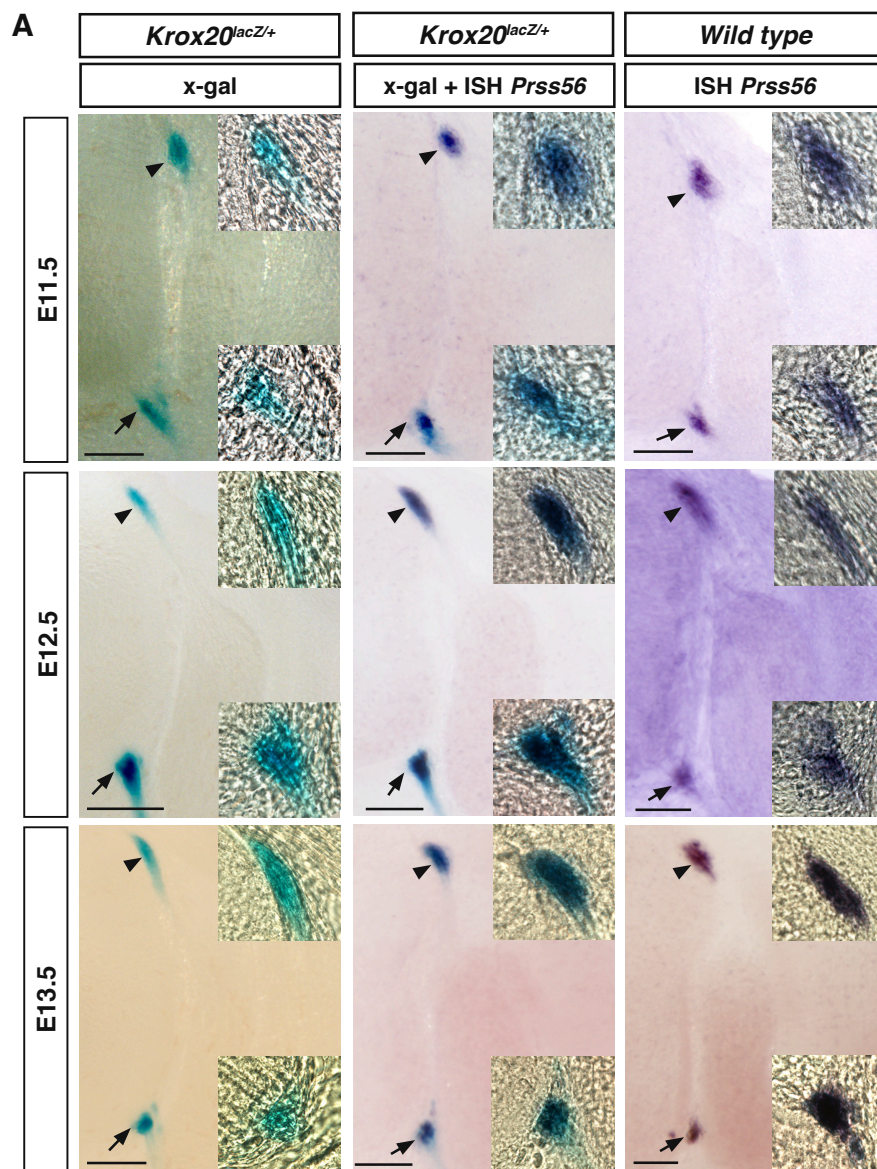 A
Krox20lacZ/+
Krox20lacZ/+
Wild type
x-gal
x-gal + ISH Prss56
ISH Prss56
E11.5
E12.5
E13.5